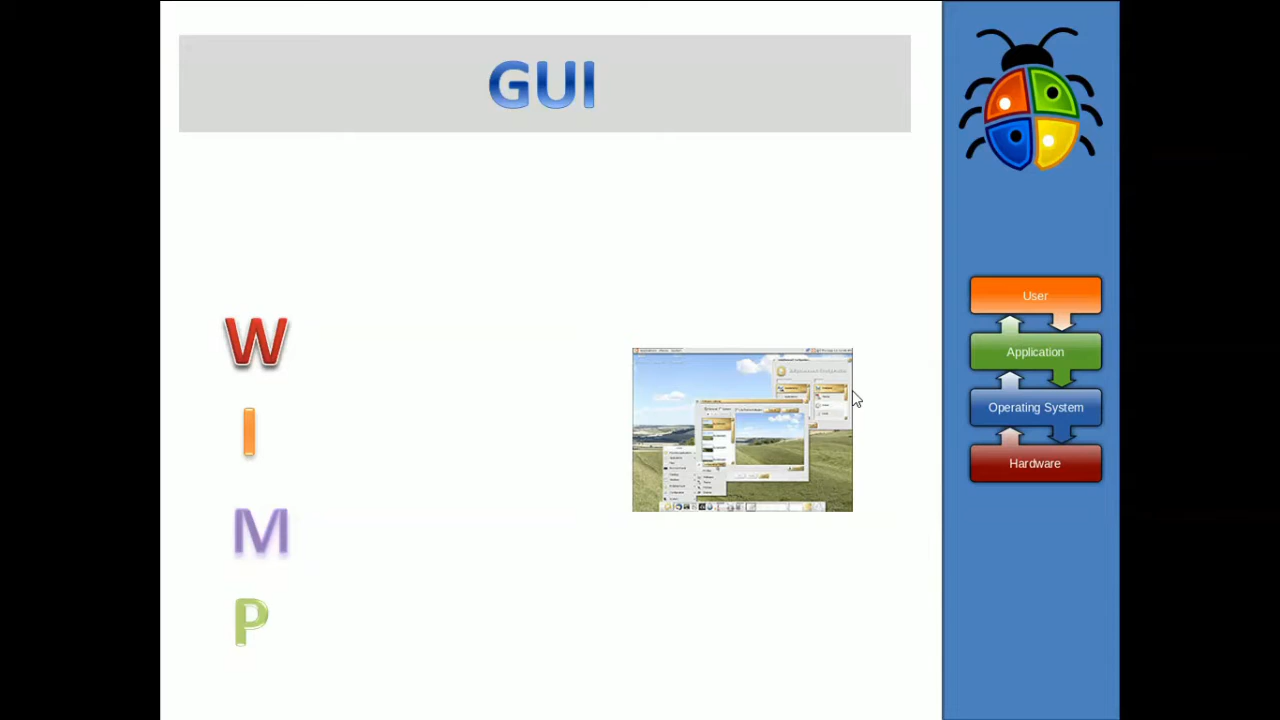 GUI
W
I
M
P
User
Application
Operating System
Hardware